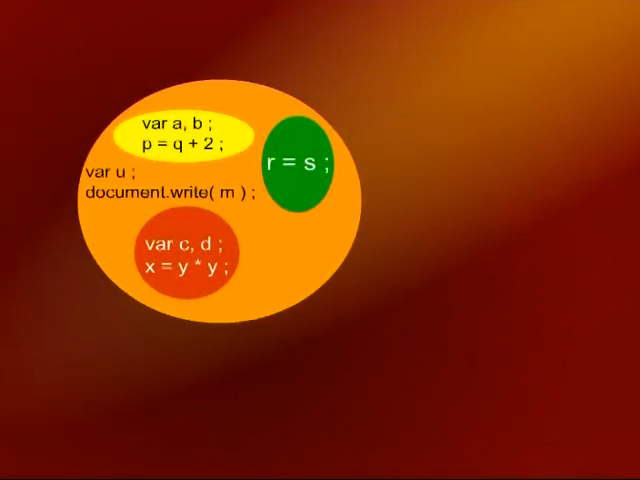 var a, b ;
p = q + 2 ;
r = s ;
var u ;
document.write( m ) ;
var c, d ;
x = y * y ;